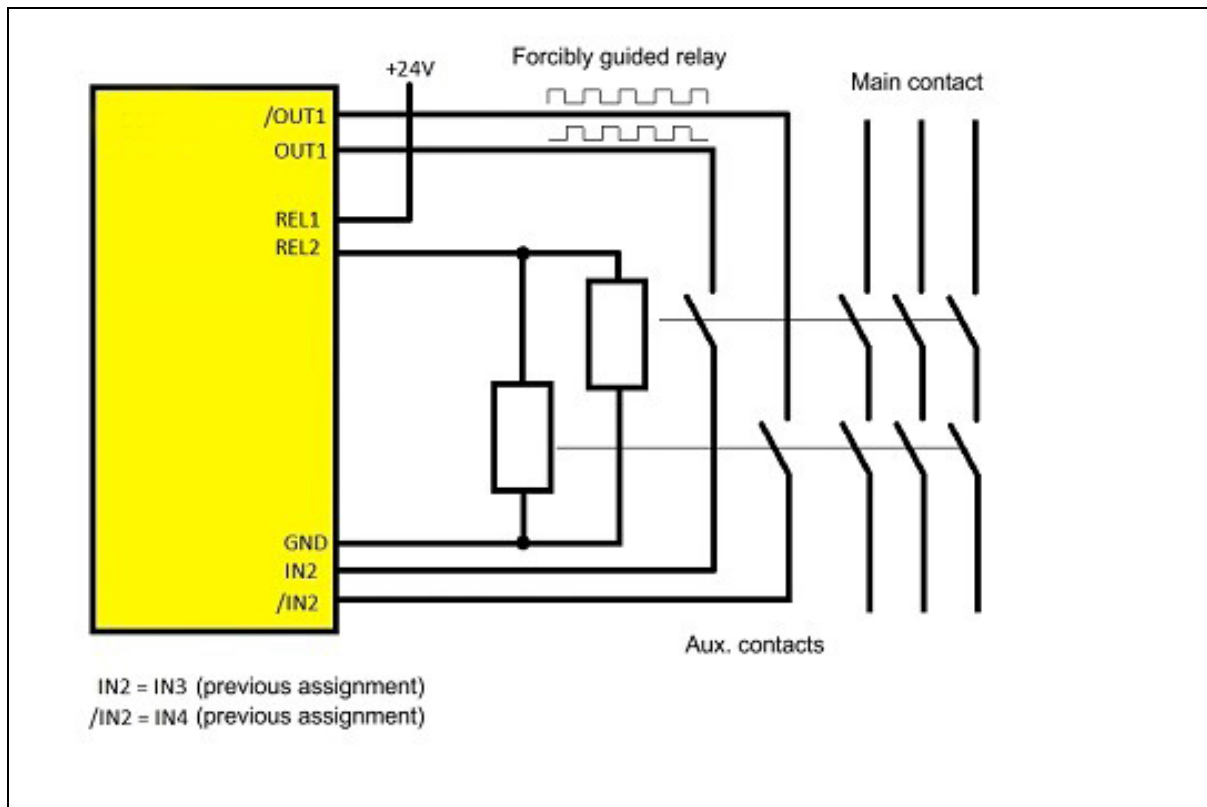 Forcibly guided relay
+24V
Main contact
/OUT1
OUT1
REL1
REL2
GND
IN2
/IN2
Aux. contacts
IN2 = IN3 (previous assignment)
/IN2 = IN4 (previous assignment)